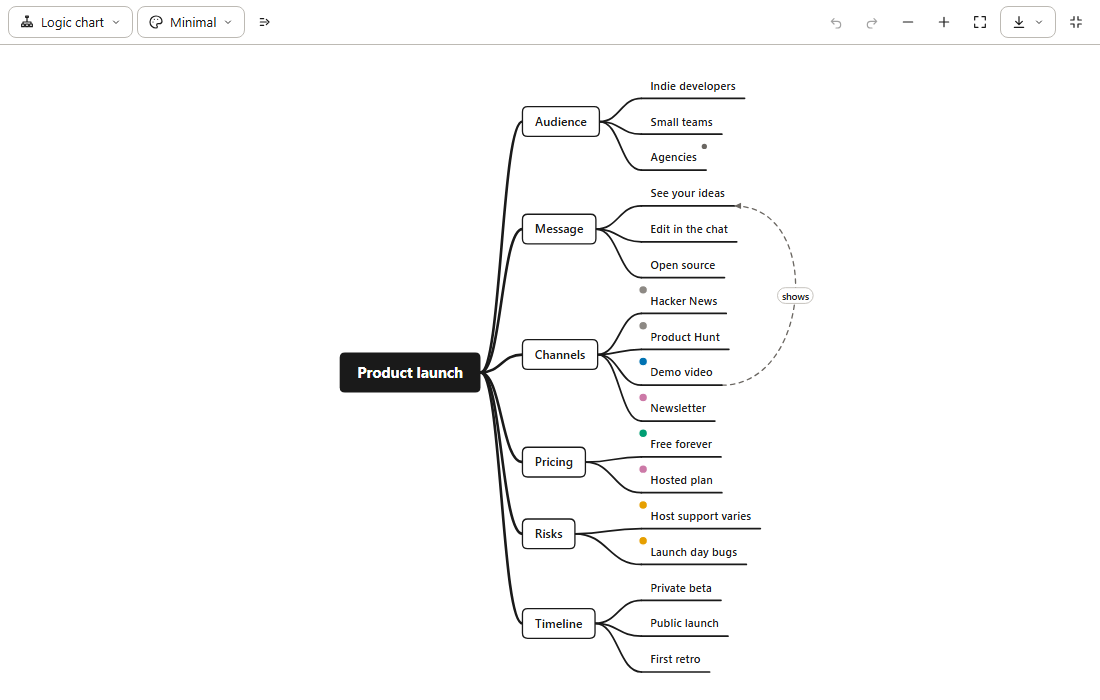 Logic chart
Minimal
Product launch
Audience
Indie developers
Small teams
Agencies
Message
See your ideas
Edit in the chat
Open source
shows
Channels
Hacker News
Product Hunt
Demo video
Newsletter
Pricing
Free forever
Hosted plan
Risks
Host support varies
Launch day bugs
Timeline
Private beta
Public launch
First retro